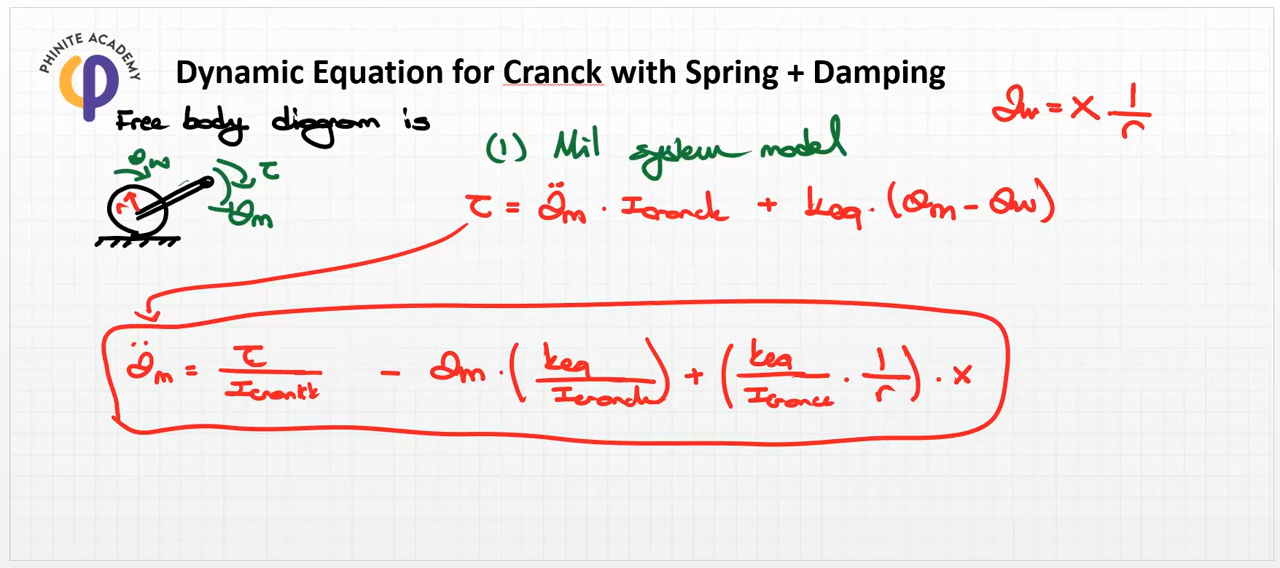 PHINITE ACADEMY
Dynamic Equation for Cranck with Spring + Damping
Free body diagram is
θw = x · 1/r
(1) Mil system model
θw τ
r
θm
τ = θ̈m · Icranck + keq · (θm − θw)
θ̈m = τ/Icrankk − θm · (keq/Icranck) + (keq/Icrance · 1/r) · x